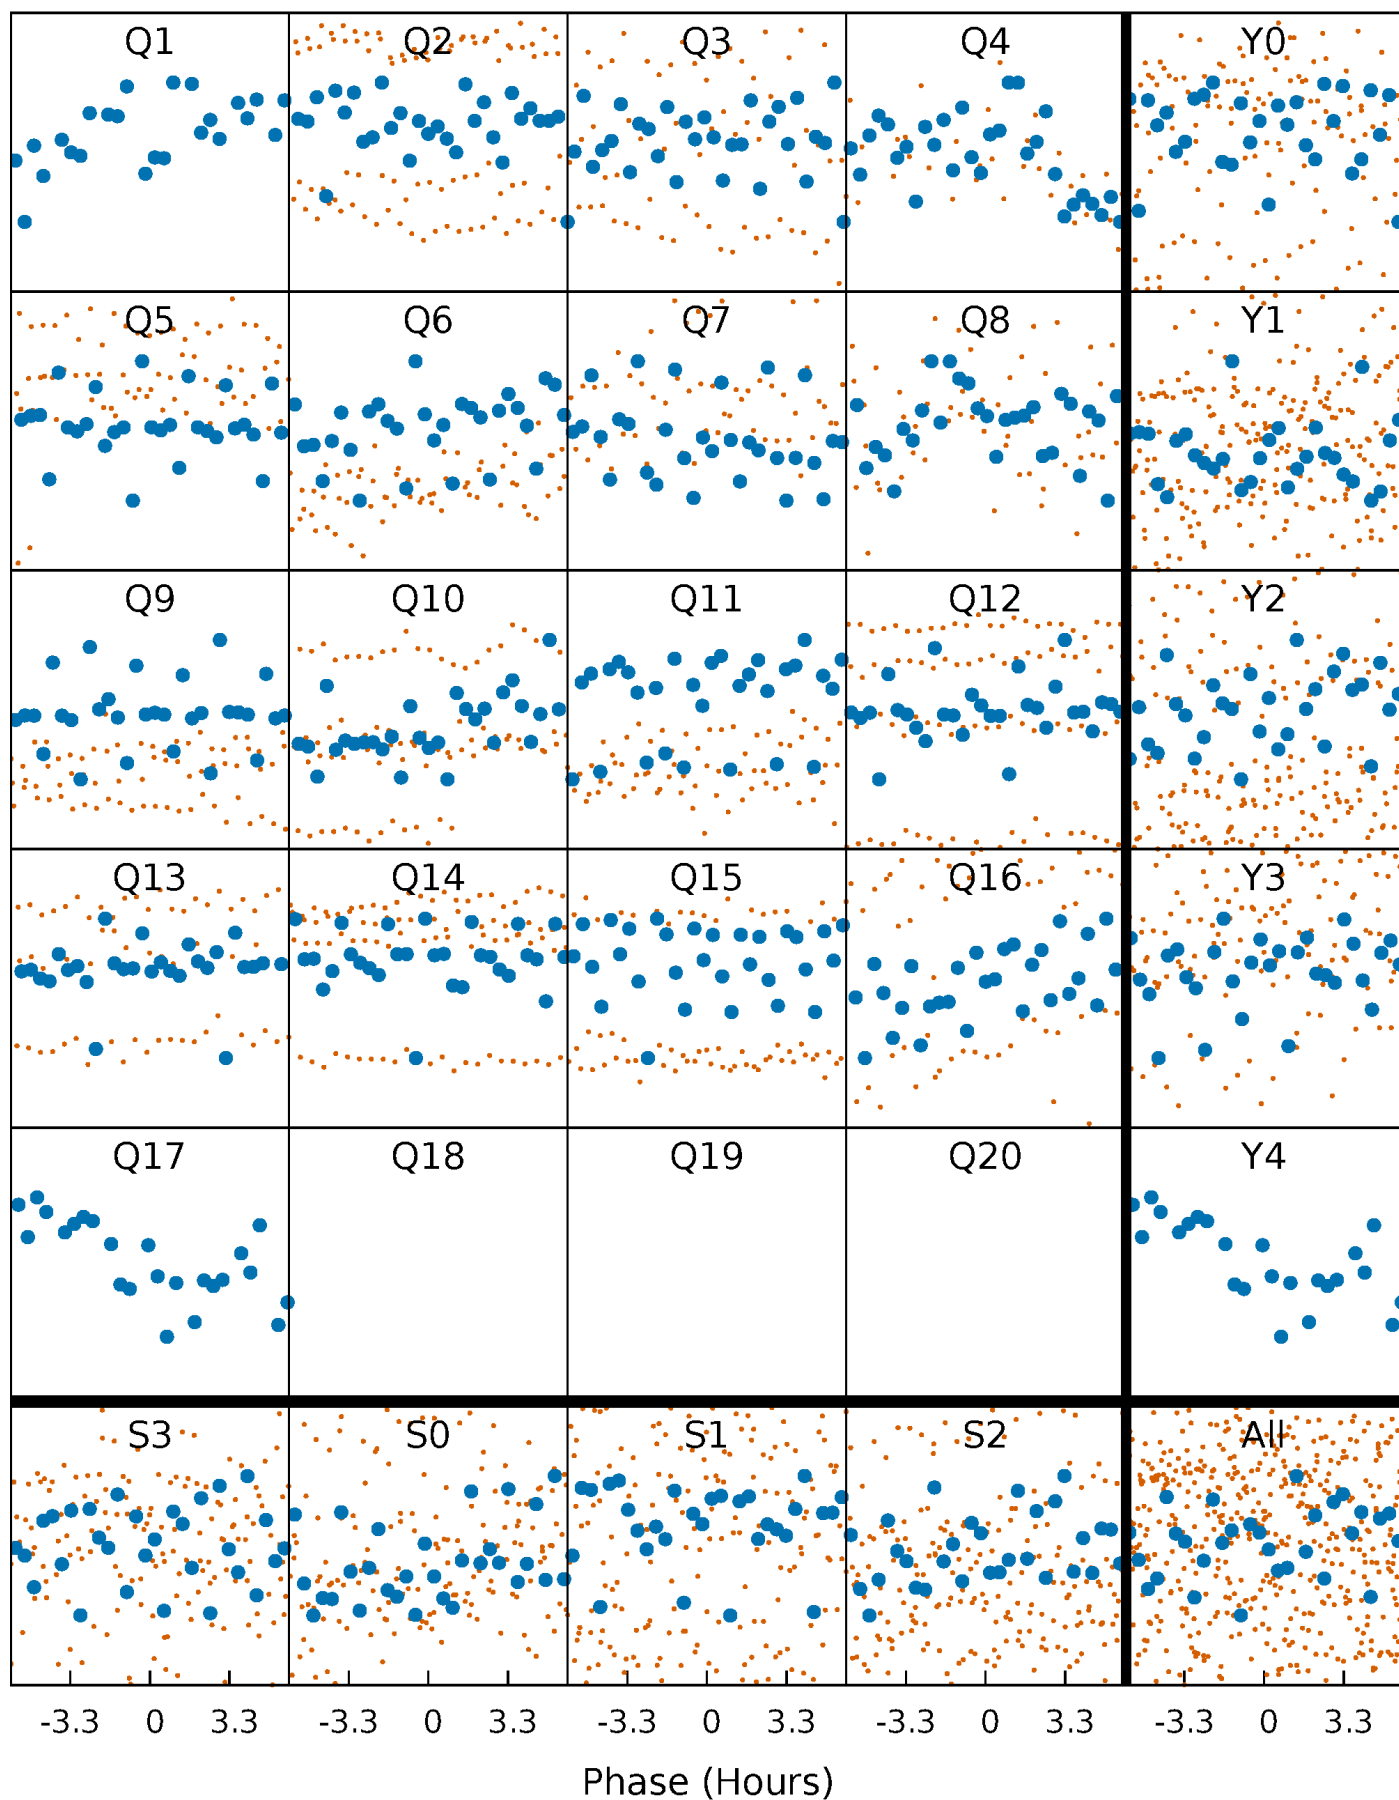 Q1 Q2 Q3 Q4 Y0
Q5 Q6 Q7 Q8 Y1
Q9 Q10 Q11 Q12 Y2
Q13 Q14 Q15 Q16 Y3
Q17 Q18 Q19 Q20 Y4
S3 S0 S1 S2 All
-3.3 0 3.3 -3.3 0 3.3 -3.3 0 3.3 -3.3 0 3.3 -3.3 0 3.3
Phase (Hours)